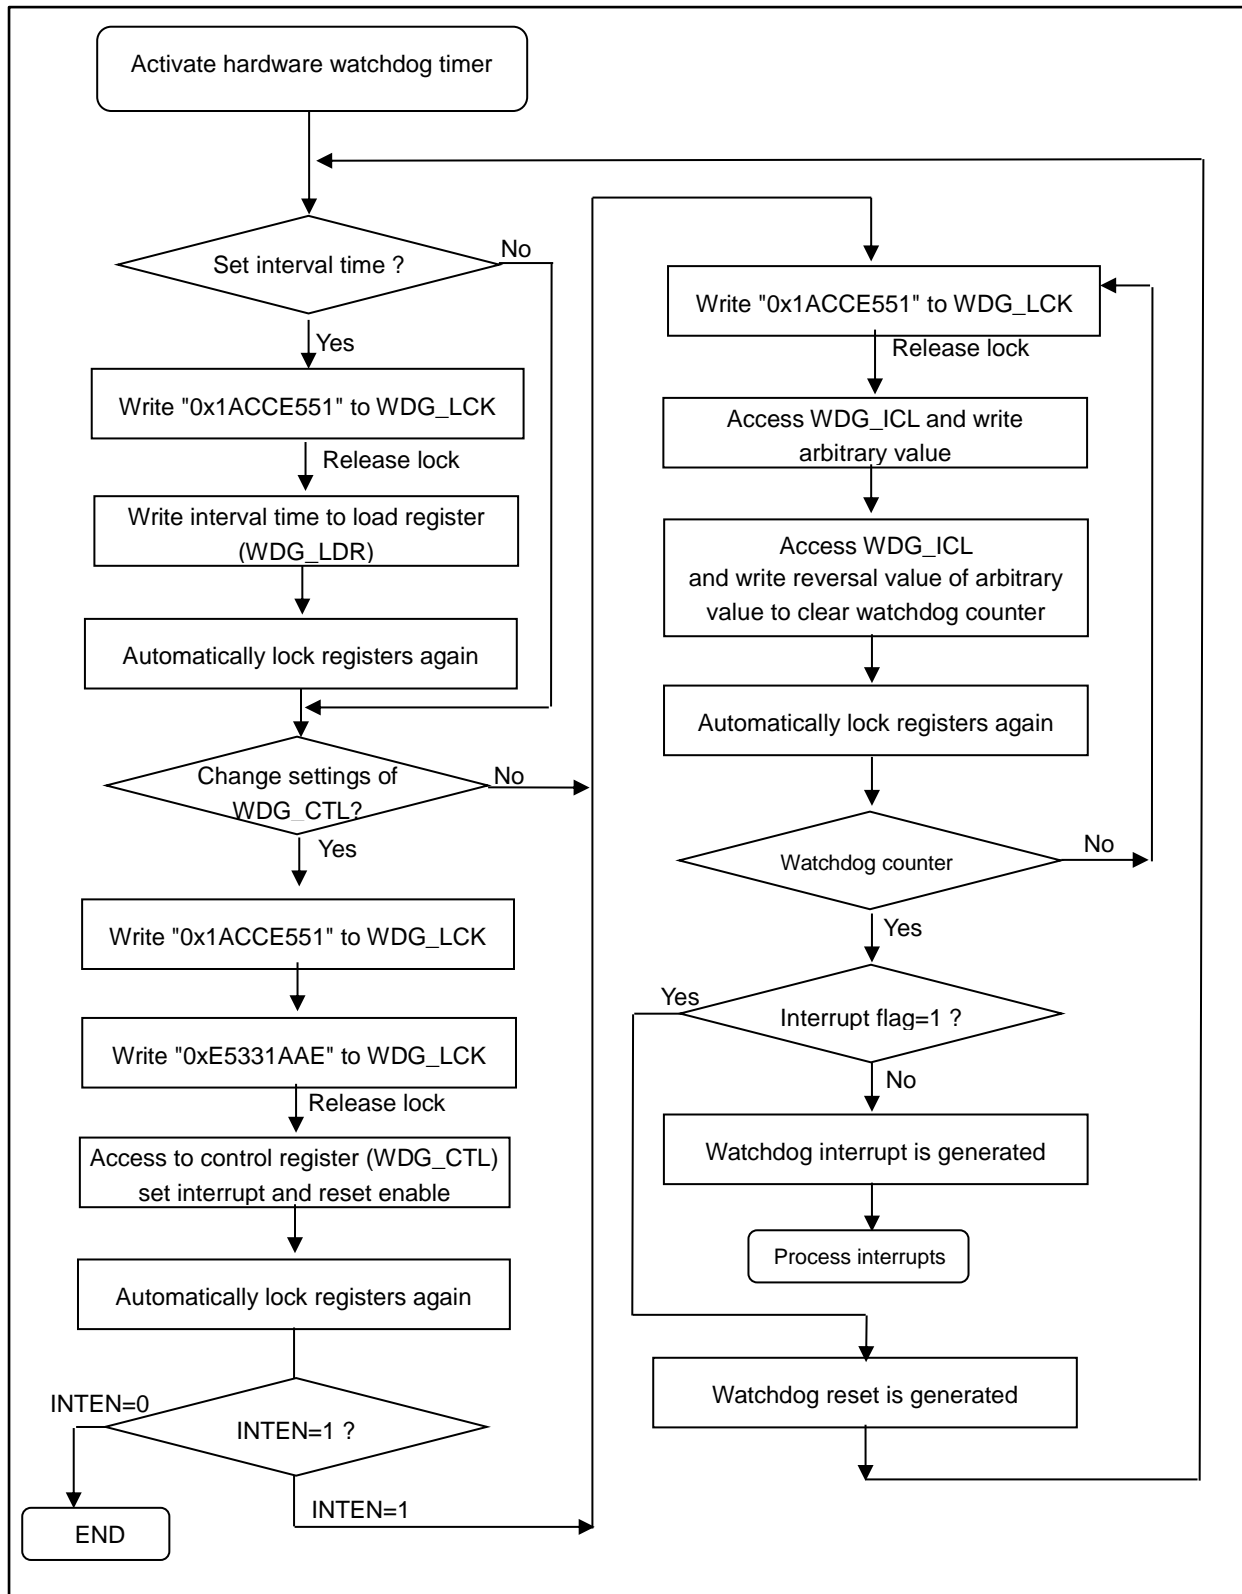 Activate hardware watchdog timer
Set interval time ?
No
Yes
Write "0x1ACCE551" to WDG_LCK
Release lock
Write interval time to load register
(WDG_LDR)
Automatically lock registers again
Change settings of
WDG_CTL?
No
Yes
Write "0x1ACCE551" to WDG_LCK
Write "0xE5331AAE" to WDG_LCK
Release lock
Access to control register (WDG_CTL)
set interrupt and reset enable
Automatically lock registers again
INTEN=0
INTEN=1 ?
INTEN=1
END
Write "0x1ACCE551" to WDG_LCK
Release lock
Access WDG_ICL and write
arbitrary value
Access WDG_ICL
and write reversal value of arbitrary
value to clear watchdog counter
Automatically lock registers again
Watchdog counter
No
Yes
Yes
Interrupt flag=1 ?
No
Watchdog interrupt is generated
Process interrupts
Watchdog reset is generated